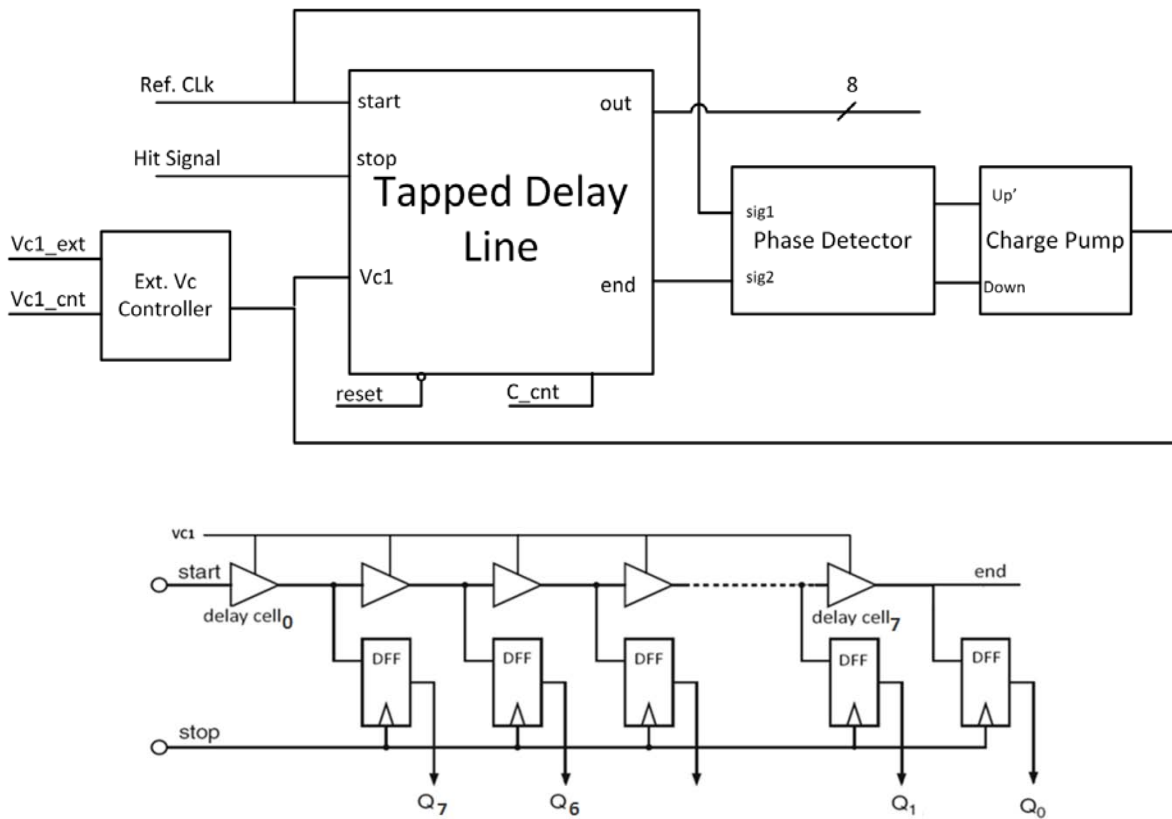 Ref. CLk
start
out
8
Hit Signal
stop
Tapped Delay
Line
sig1
Phase Detector
sig2
Up'
Charge Pump
Down
Vc1_ext
Vc1_cnt
Ext. Vc
Controller
Vc1
end
reset
C_cnt
VC1
start
end
delay cell0
delay cell7
DFF
DFF
DFF
DFF
DFF
stop
Q7
Q6
Q1
Q0